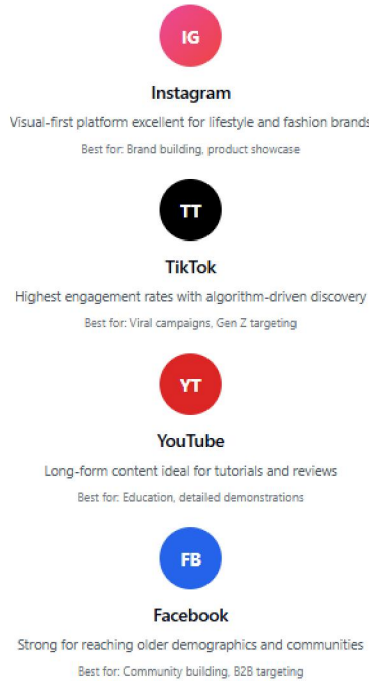 IG
Instagram
Visual-first platform excellent for lifestyle and fashion brands
Best for: Brand building, product showcase
TT
TikTok
Highest engagement rates with algorithm-driven discovery
Best for: Viral campaigns, Gen Z targeting
YT
YouTube
Long-form content ideal for tutorials and reviews
Best for: Education, detailed demonstrations
FB
Facebook
Strong for reaching older demographics and communities
Best for: Community building, B2B targeting